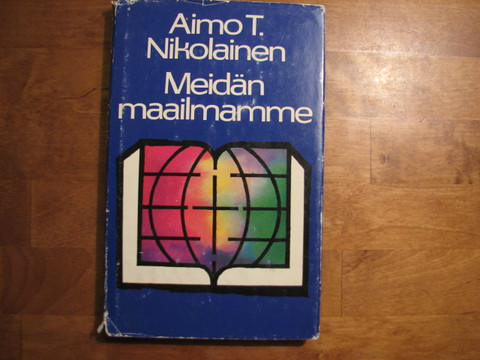 Aimo T.
Nikolainen
Meidän
maailmamme